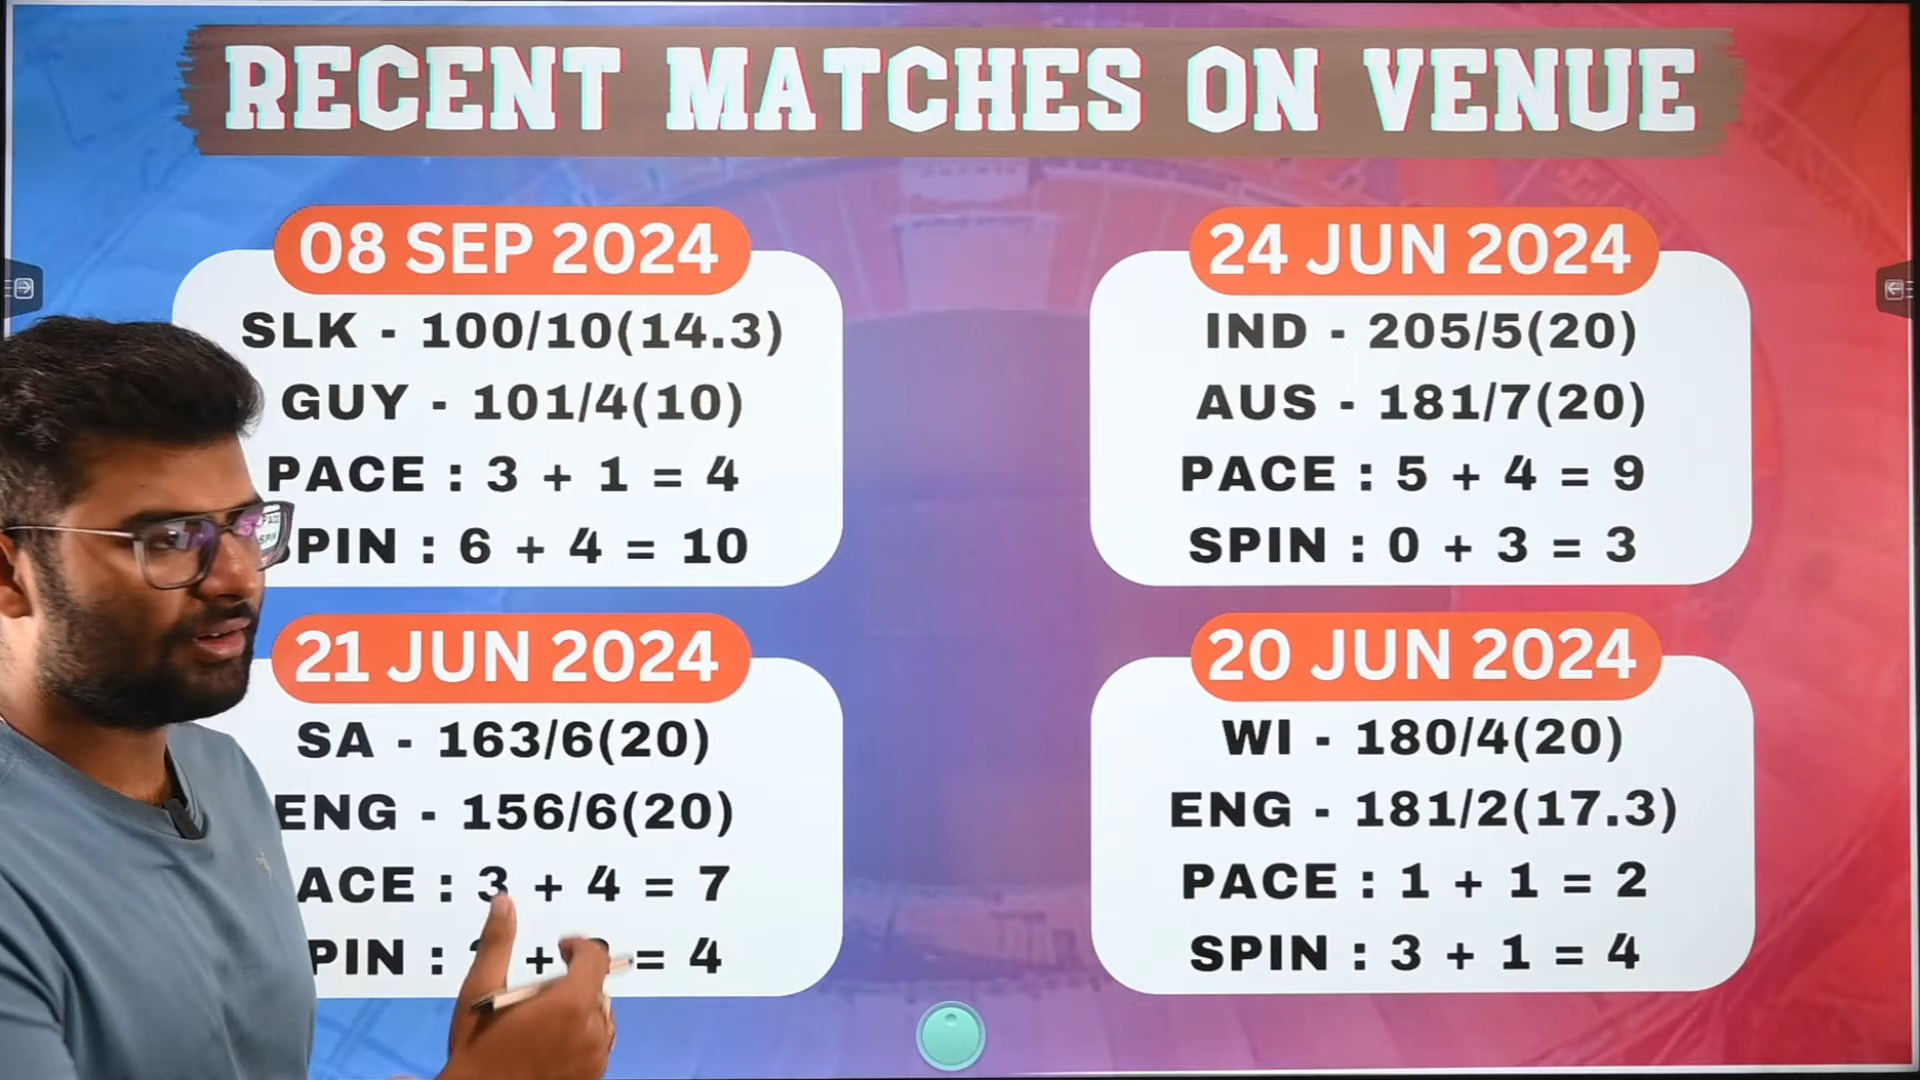 RECENT MATCHES ON VENUE
08 SEP 2024
SLK - 100/10(14.3)
GUY - 101/4(10)
PACE : 3 + 1 = 4
SPIN : 6 + 4 = 10
24 JUN 2024
IND - 205/5(20)
AUS - 181/7(20)
PACE : 5 + 4 = 9
SPIN : 0 + 3 = 3
21 JUN 2024
SA - 163/6(20)
ENG - 156/6(20)
ACE : 3 + 4 = 7
PIN : + = 4
20 JUN 2024
WI - 180/4(20)
ENG - 181/2(17.3)
PACE : 1 + 1 = 2
SPIN : 3 + 1 = 4